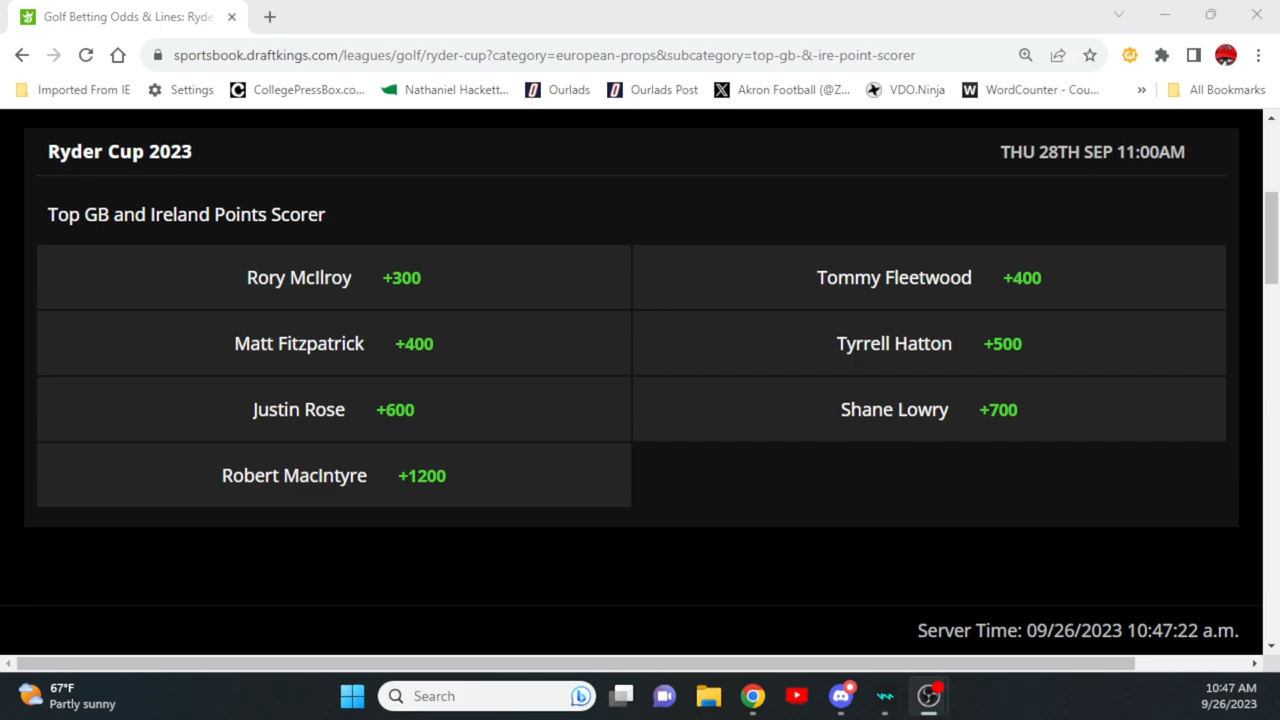 Golf Betting Odds & Lines: Ryde
sportsbook.draftkings.com/leagues/golf/ryder-cup?category=european-props&subcategory=top-gb-&-ire-point-scorer
Imported From IE Settings CollegePressBox.co... Nathaniel Hackett... Ourlads Ourlads Post Akron Football (@Z... VDO.Ninja WordCounter - Cou... » All Bookmarks
Ryder Cup 2023 THU 28TH SEP 11:00AM
Top GB and Ireland Points Scorer
Rory McIlroy +300 Tommy Fleetwood +400
Matt Fitzpatrick +400 Tyrrell Hatton +500
Justin Rose +600 Shane Lowry +700
Robert MacIntyre +1200
Server Time: 09/26/2023 10:47:22 a.m.
67°F
Partly sunny
Search
10:47 AM
9/26/2023